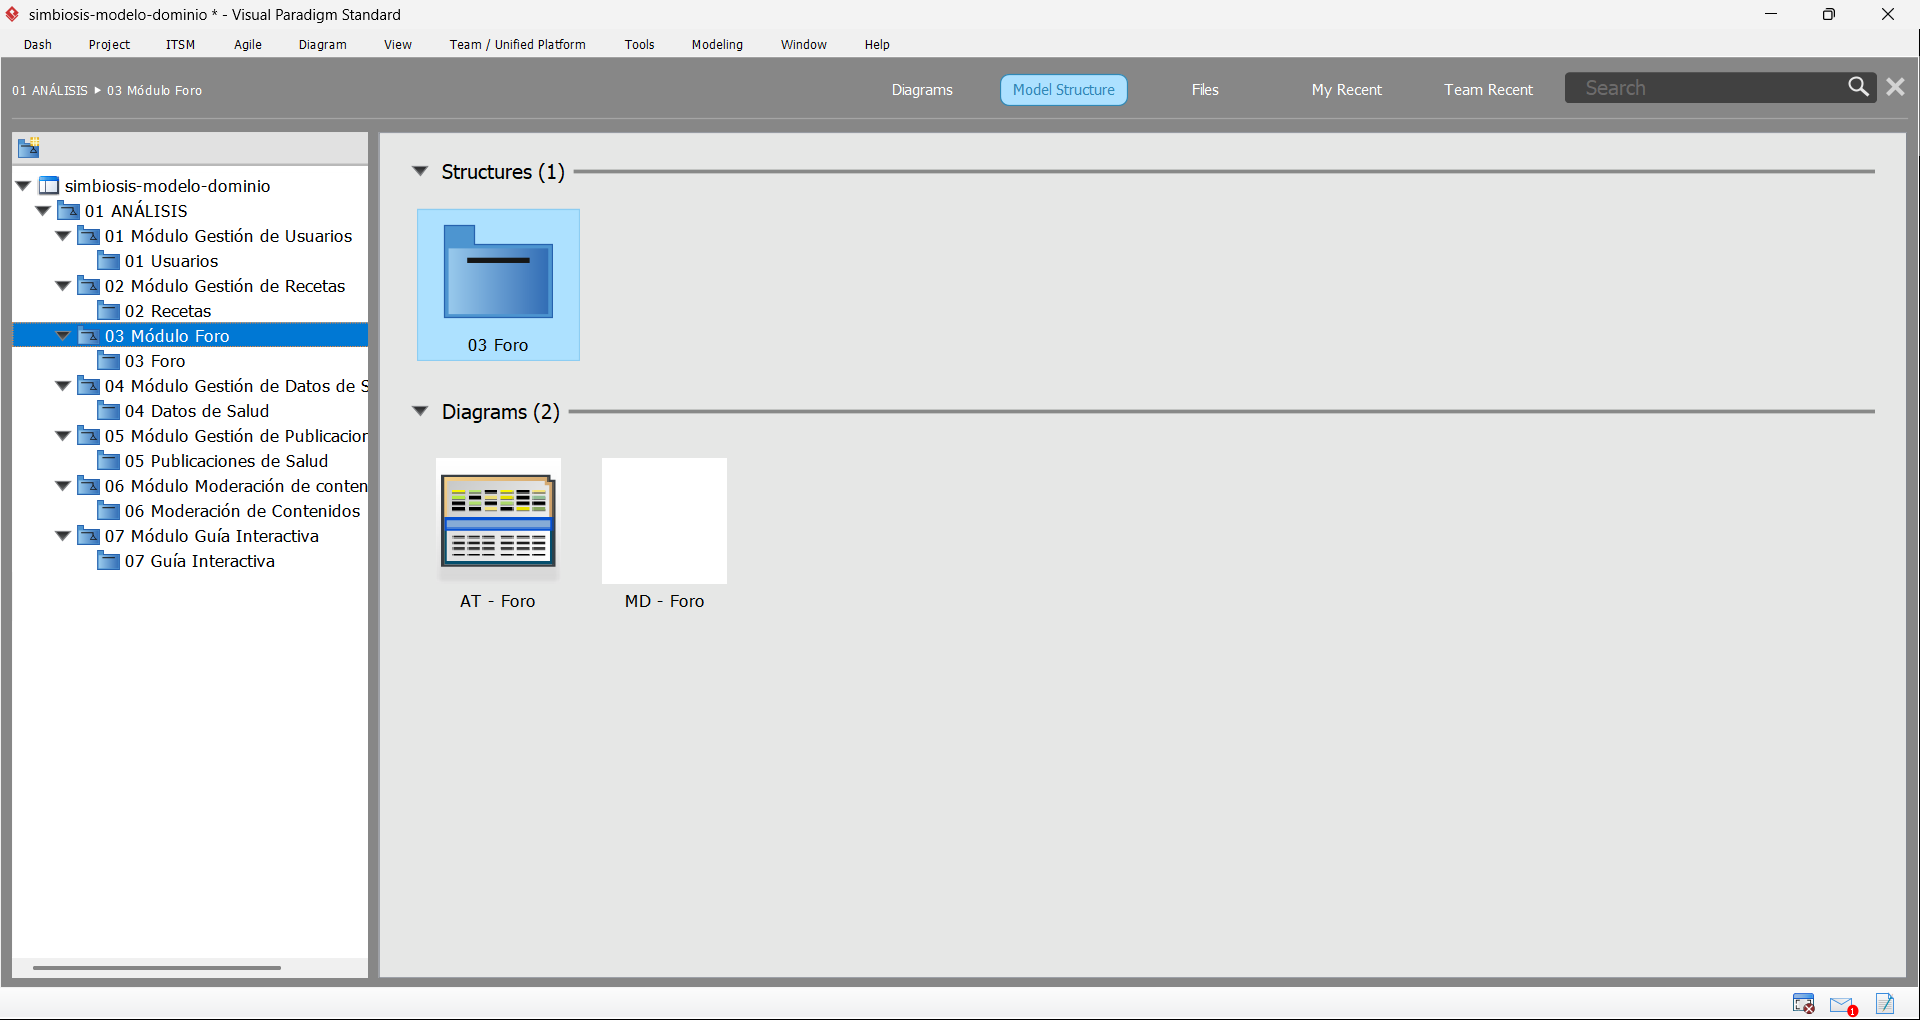 simbiosis-modelo-dominio * - Visual Paradigm Standard
Dash Project ITSM Agile Diagram View Team / Unified Platform Tools Modeling Window Help
01 ANÁLISIS 03 Módulo Foro
Diagrams Model Structure Files My Recent Team Recent Search
simbiosis-modelo-dominio
01 ANÁLISIS
01 Módulo Gestión de Usuarios
01 Usuarios
02 Módulo Gestión de Recetas
02 Recetas
03 Módulo Foro
03 Foro
04 Módulo Gestión de Datos de S
04 Datos de Salud
05 Módulo Gestión de Publicacior
05 Publicaciones de Salud
06 Módulo Moderación de conten
06 Moderación de Contenidos
07 Módulo Guía Interactiva
07 Guía Interactiva
Structures (1)
03 Foro
Diagrams (2)
AT - Foro
MD - Foro
1